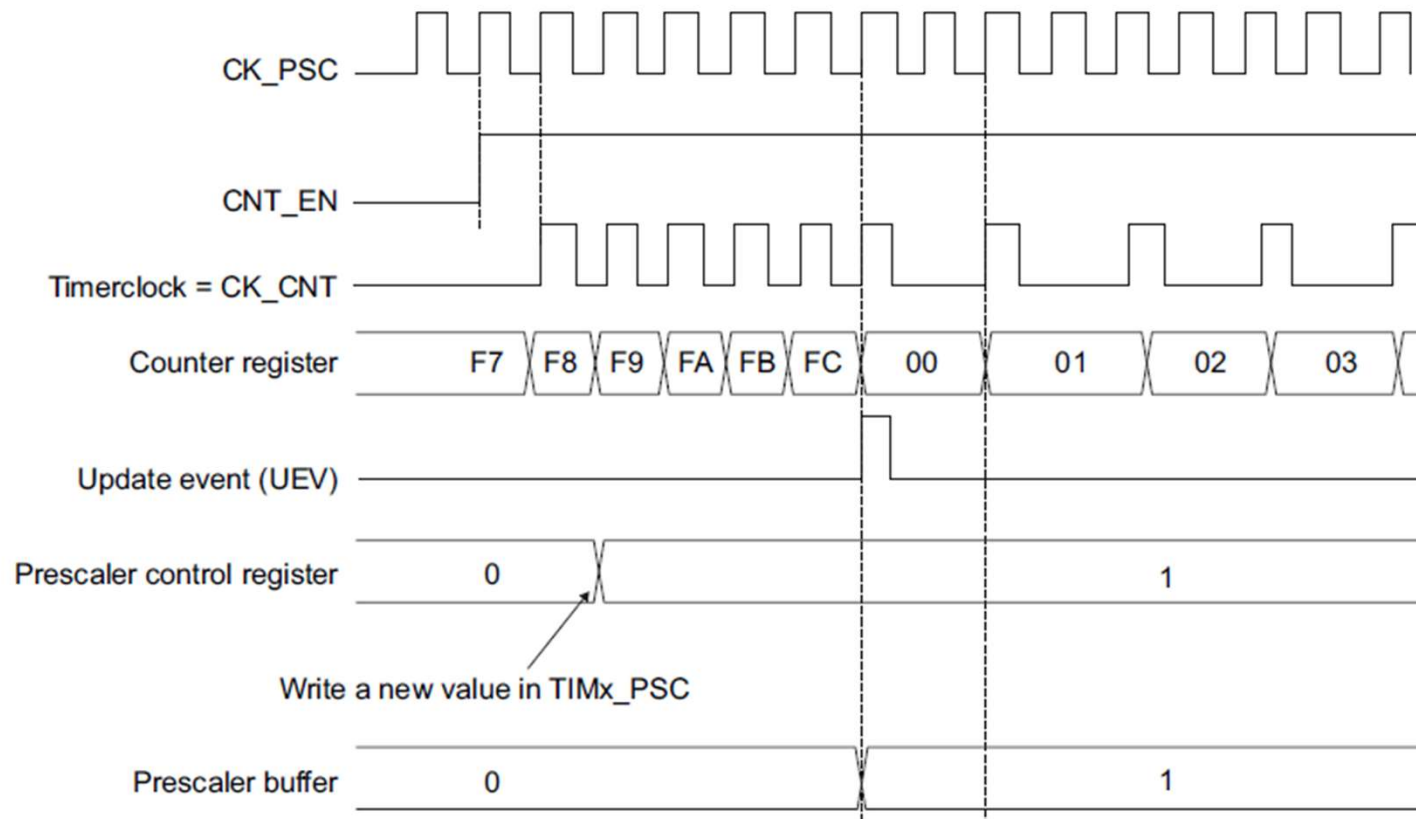 CK_PSC
CNT_EN
Timerclock = CK_CNT
Counter register F7 F8 F9 FA FB FC 00 01 02 03
Update event (UEV)
Prescaler control register 0 1
Write a new value in TIMx_PSC
Prescaler buffer 0 1